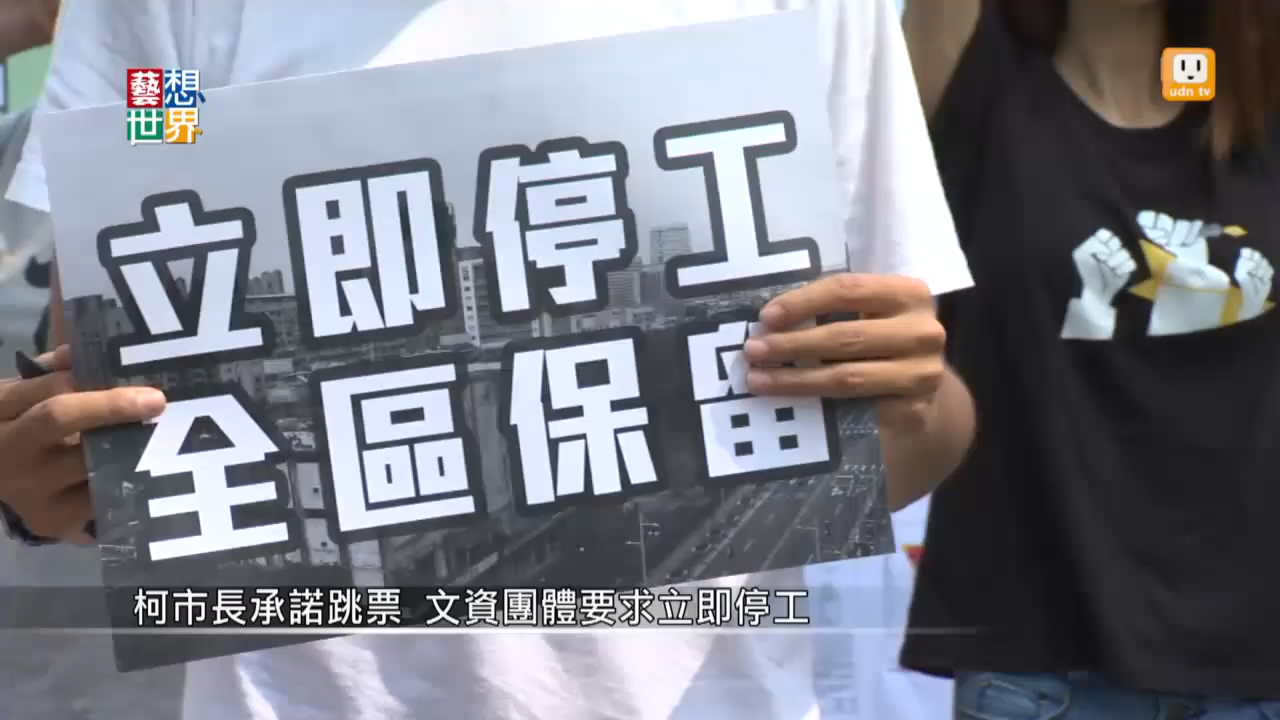 藝想
世界
udn tv
立即停工
全區保留
柯市長承諾跳票 文資團體要求立即停工